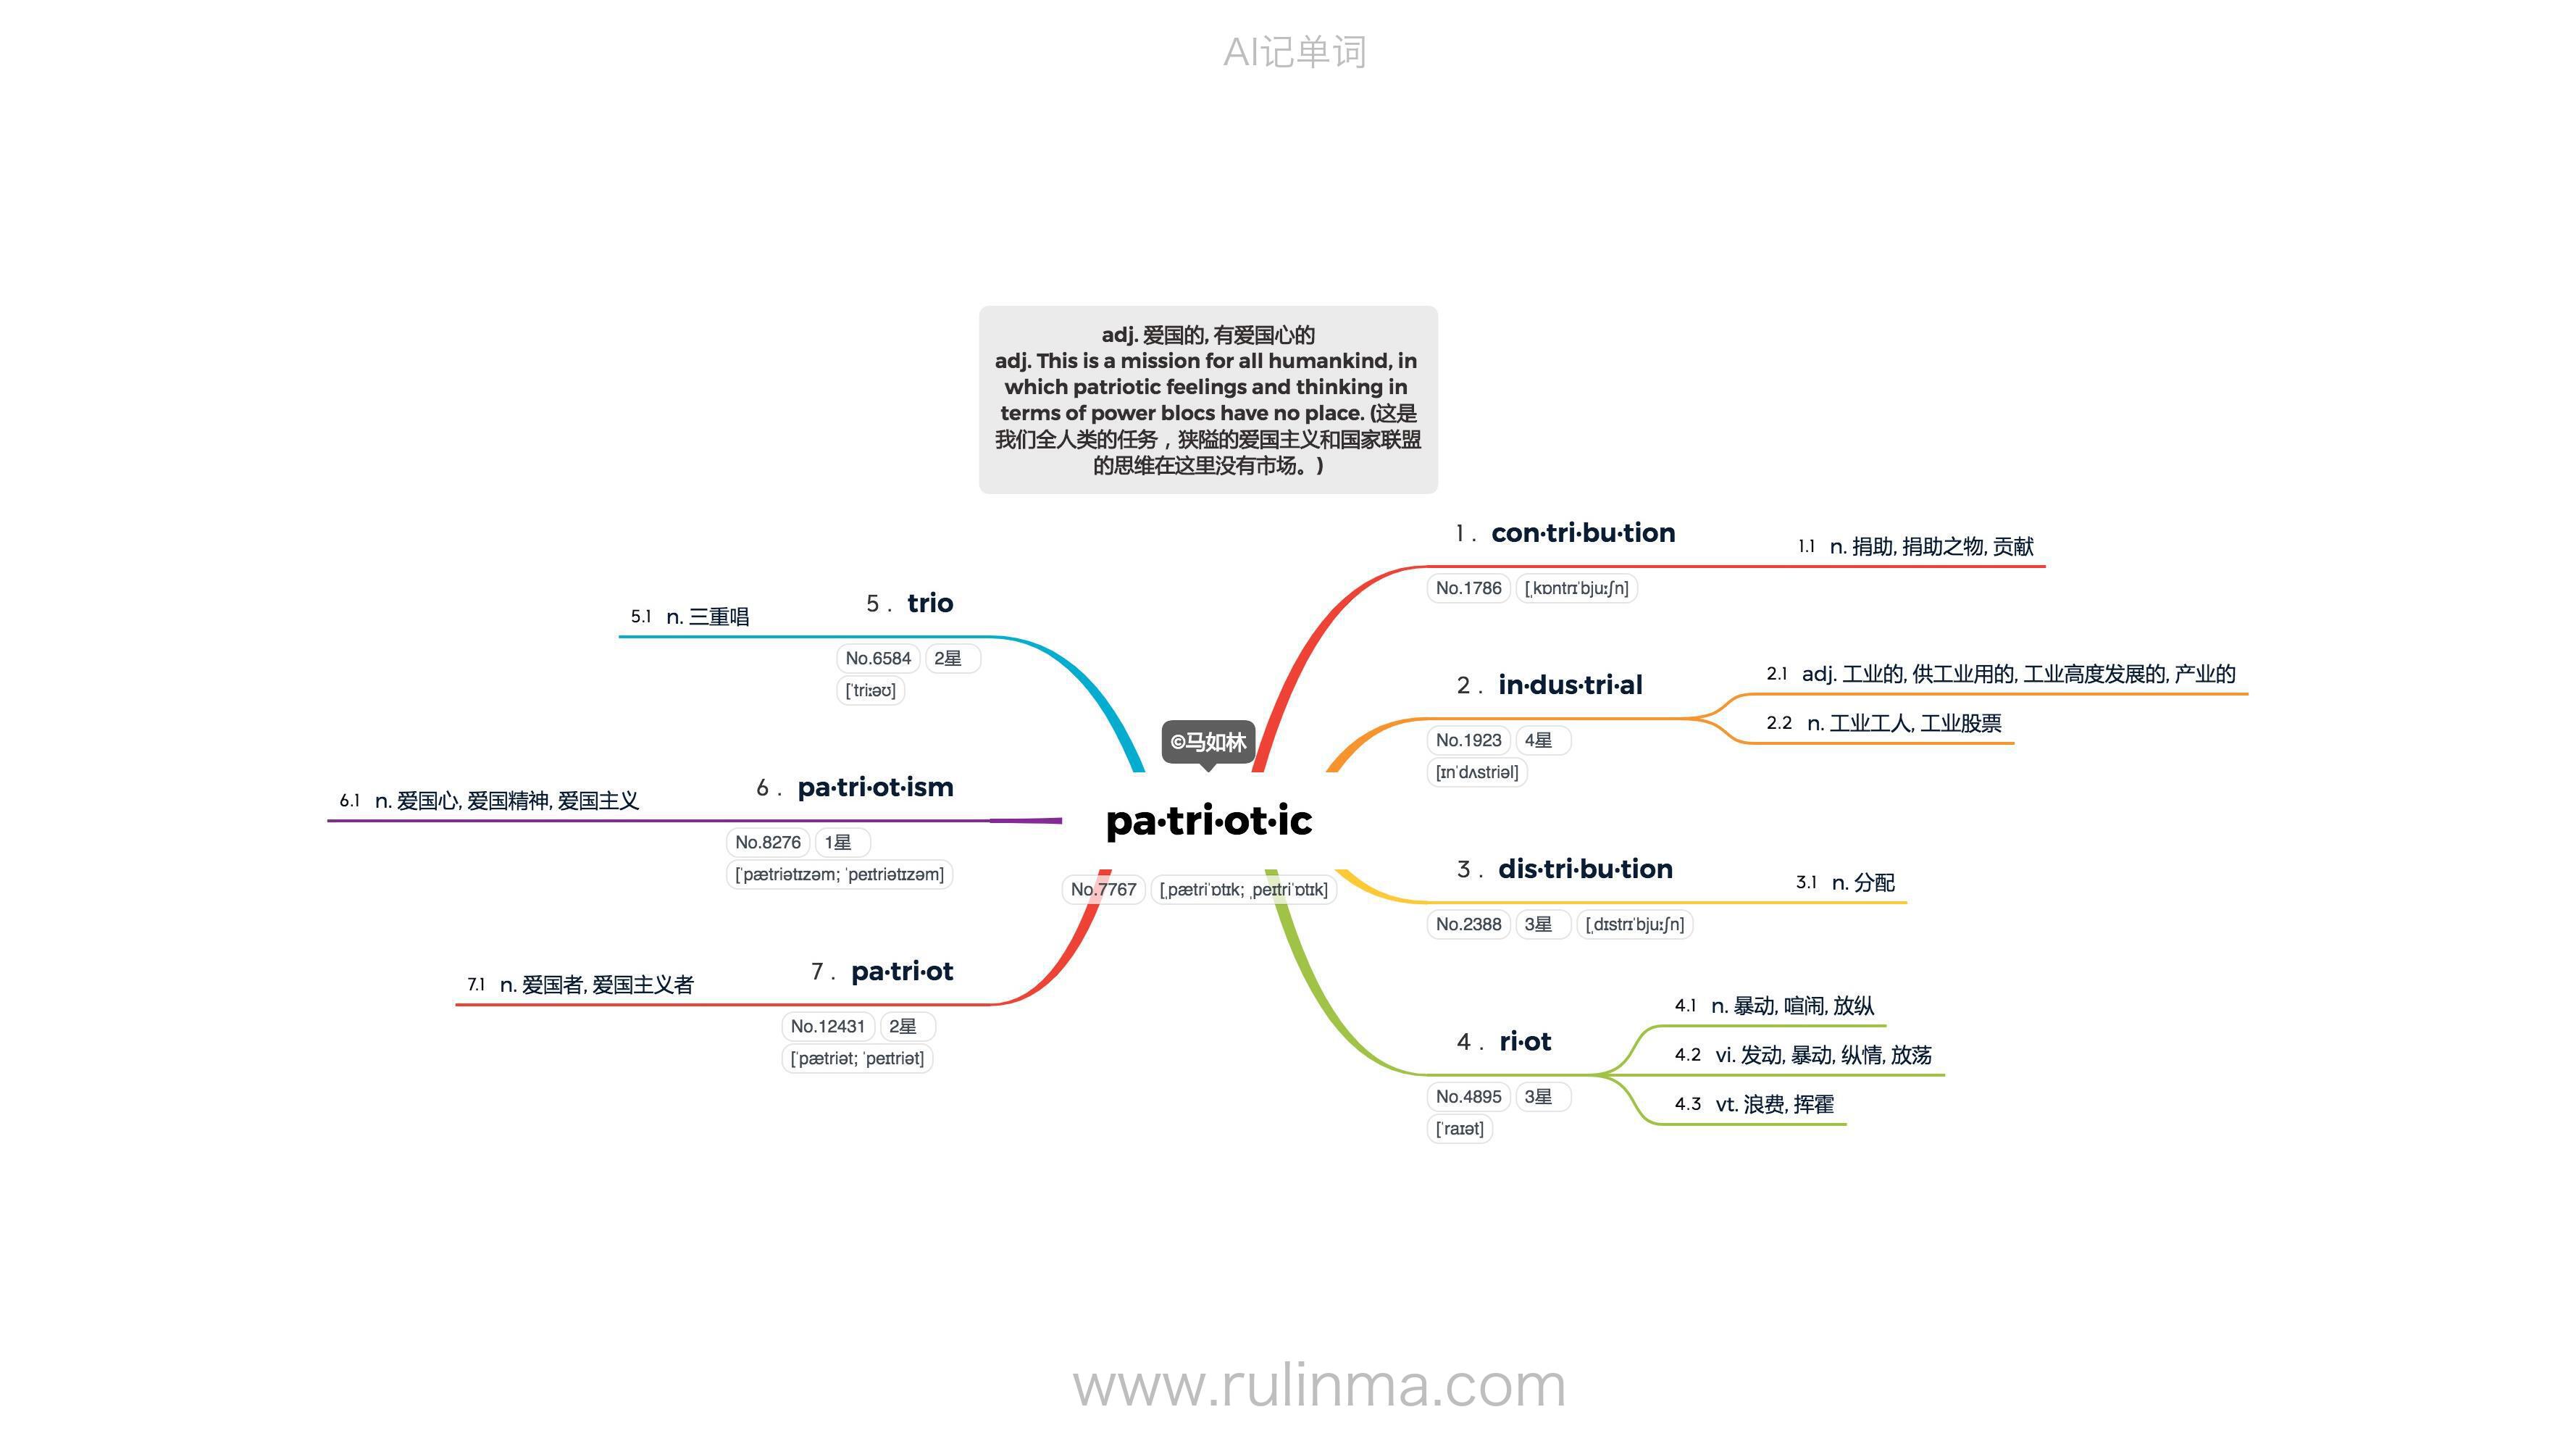 AI记单词
adj. 爱国的, 有爱国心的
adj. This is a mission for all humankind, in
which patriotic feelings and thinking in
terms of power blocs have no place. (这是
我们全人类的任务，狭隘的爱国主义和国家联盟
的思维在这里没有市场。)
©马如林
pa·tri·ot·ic
No.7767 [ˌpætriˈɒtɪk; ˌpeɪtriˈɒtɪk]
1 . con·tri·bu·tion
No.1786 [ˌkɒntrɪˈbjuːʃn]
1.1 n. 捐助, 捐助之物, 贡献
2 . in·dus·tri·al
No.1923 4星
[ɪnˈdʌstriəl]
2.1 adj. 工业的, 供工业用的, 工业高度发展的, 产业的
2.2 n. 工业工人, 工业股票
3 . dis·tri·bu·tion
No.2388 3星 [ˌdɪstrɪˈbjuːʃn]
3.1 n. 分配
4 . ri·ot
No.4895 3星
[ˈraɪət]
4.1 n. 暴动, 喧闹, 放纵
4.2 vi. 发动, 暴动, 纵情, 放荡
4.3 vt. 浪费, 挥霍
5 . trio
No.6584 2星
[ˈtriːəʊ]
5.1 n. 三重唱
6 . pa·tri·ot·ism
No.8276 1星
[ˈpætriətɪzəm; ˈpeɪtriətɪzəm]
6.1 n. 爱国心, 爱国精神, 爱国主义
7 . pa·tri·ot
No.12431 2星
[ˈpætriət; ˈpeɪtriət]
7.1 n. 爱国者, 爱国主义者
www.rulinma.com